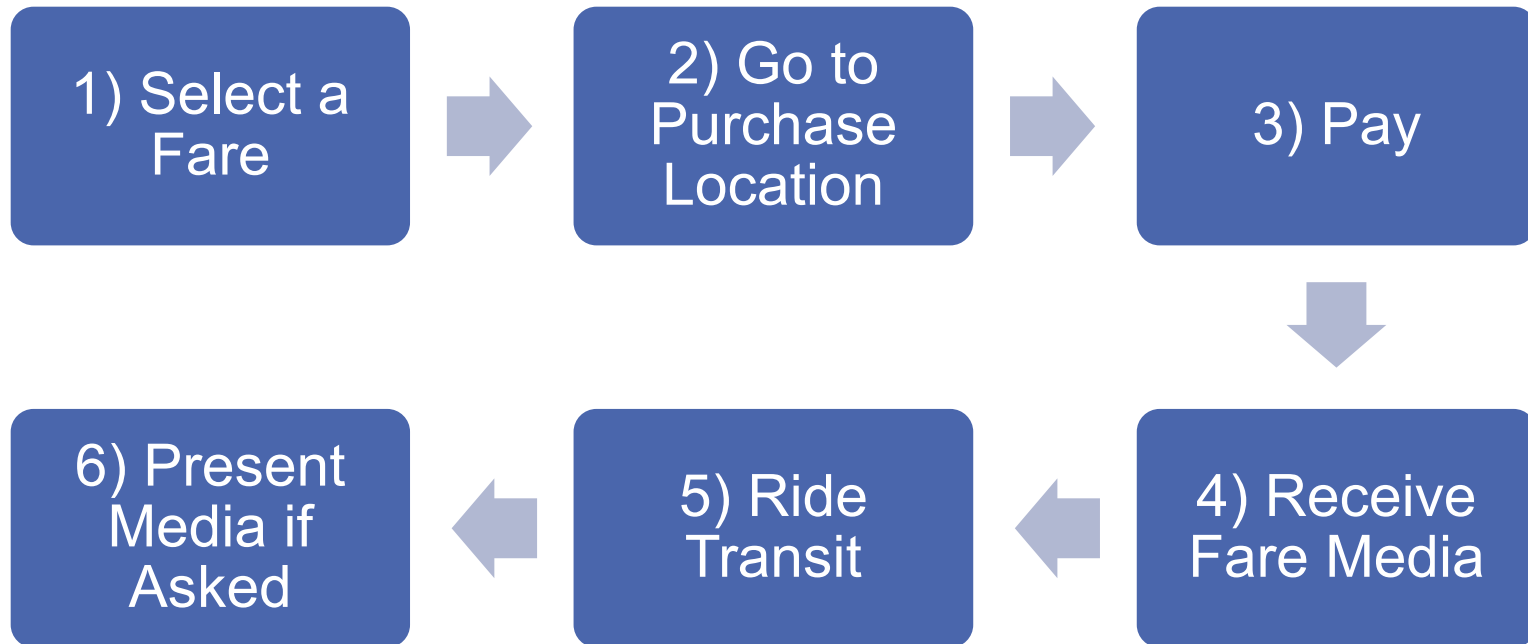 1) Select a
Fare
2) Go to
Purchase
Location
3) Pay
4) Receive
Fare Media
5) Ride
Transit
6) Present
Media if
Asked